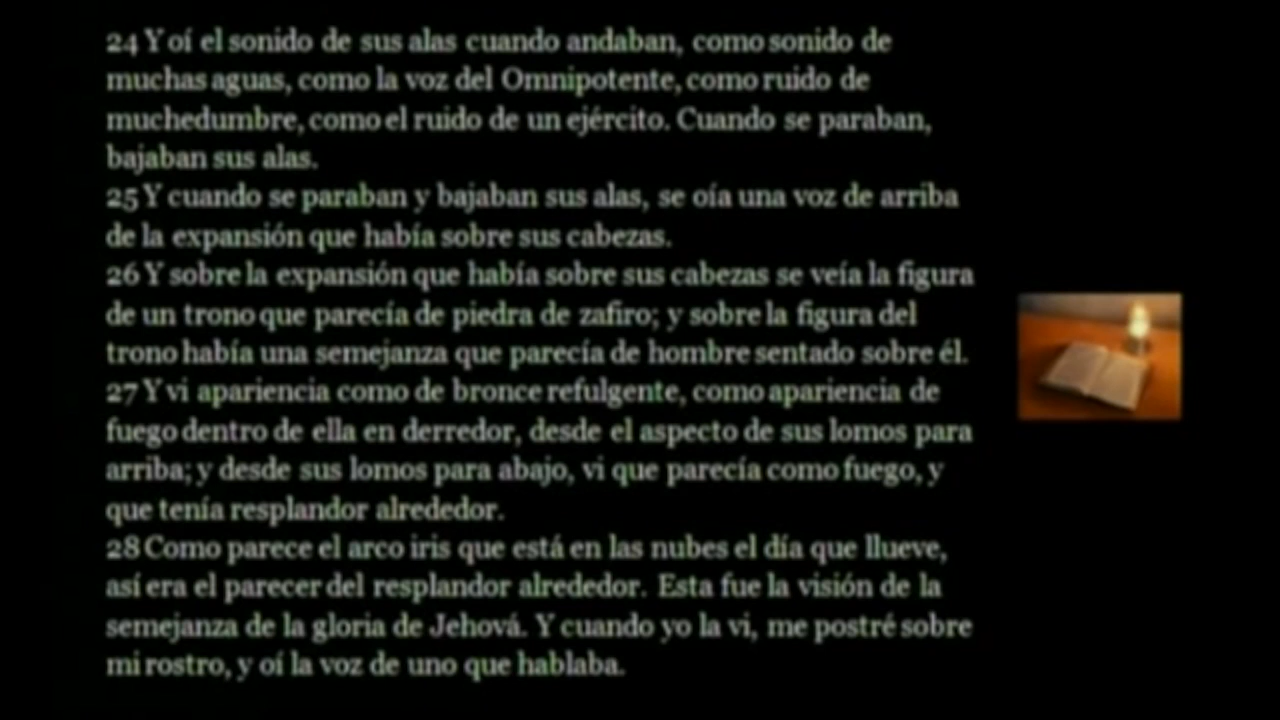 24 Y oí el sonido de sus alas cuando andaban, como sonido de
muchas aguas, como la voz del Omnipotente, como ruido de
muchedumbre, como el ruido de un ejército. Cuando se paraban,
bajaban sus alas.
25 Y cuando se paraban y bajaban sus alas, se oía una voz de arriba
de la expansión que había sobre sus cabezas.
26 Y sobre la expansión que había sobre sus cabezas se veía la figura
de un trono que parecía de piedra de zafiro; y sobre la figura del
trono había una semejanza que parecía de hombre sentado sobre él.
27 Y vi apariencia como de bronce refulgente, como apariencia de
fuego dentro de ella en derredor, desde el aspecto de sus lomos para
arriba; y desde sus lomos para abajo, vi que parecía como fuego, y
que tenía resplandor alrededor.
28 Como parece el arco iris que está en las nubes el día que llueve,
así era el parecer del resplandor alrededor. Esta fue la visión de la
semejanza de la gloria de Jehová. Y cuando yo la vi, me postré sobre
mi rostro, y oí la voz de uno que hablaba.